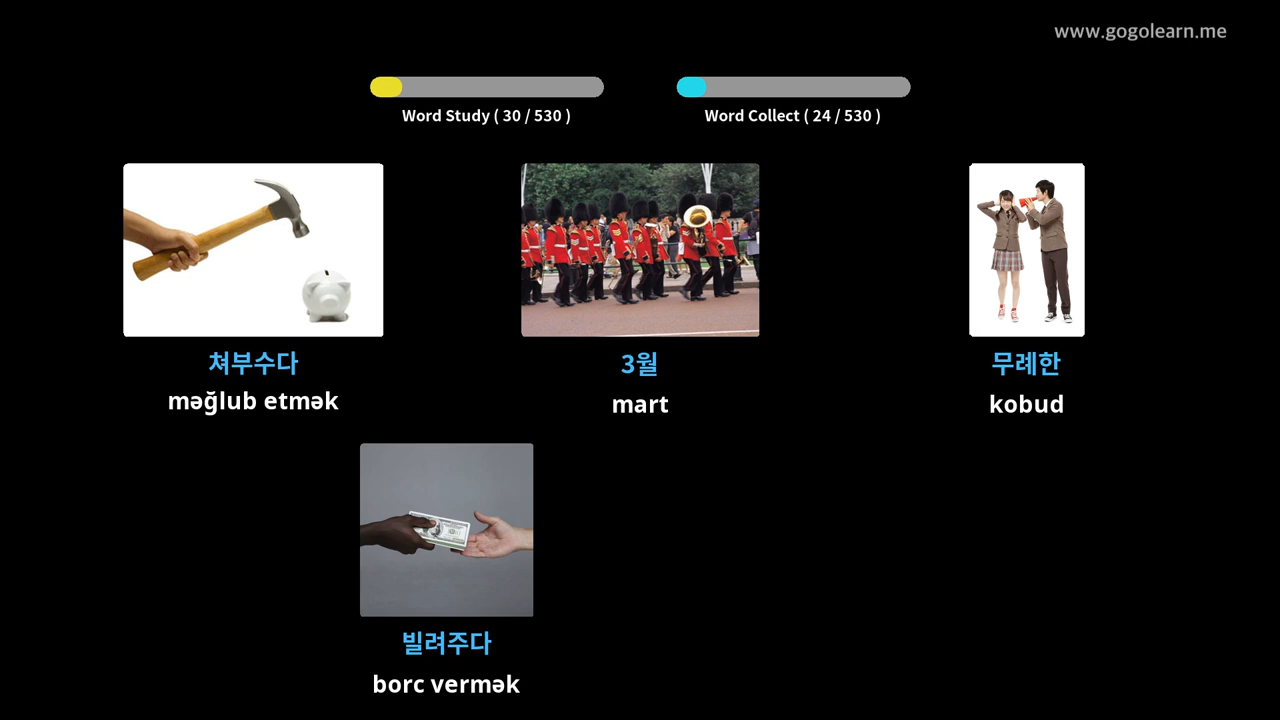 www.gogolearn.me
Word Study ( 30 / 530 )
Word Collect ( 24 / 530 )
쳐부수다
məğlub etmək
3월
mart
무례한
kobud
빌려주다
borc vermək